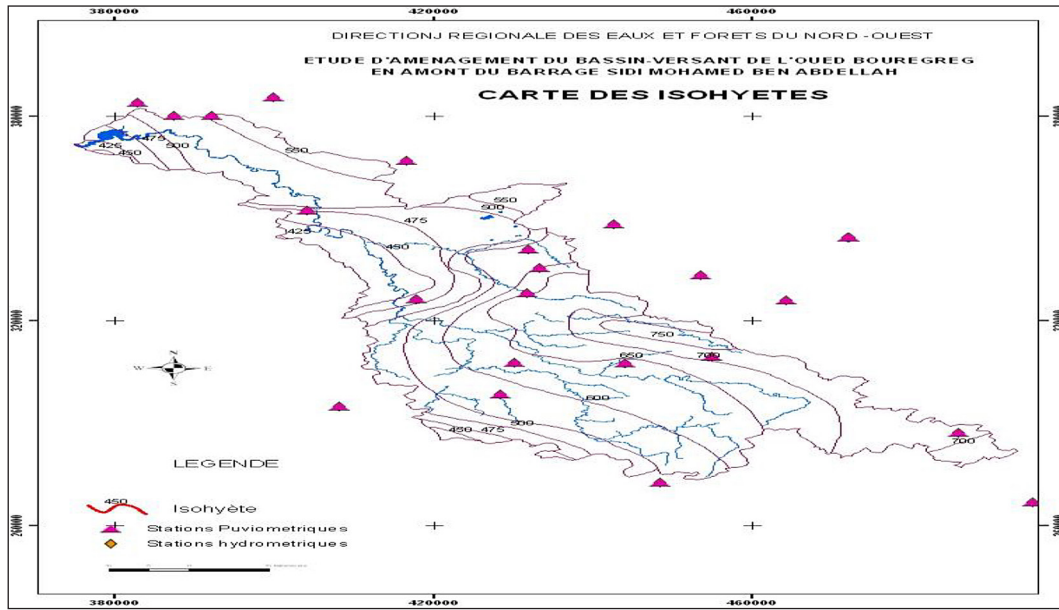 380000 420000 460000
DIRECTIONJ REGIONALE DES EAUX ET FORETS DU NORD -OUEST
ETUDE D'AMENAGEMENT DU BASSIN-VERSANT DE L'OUED BOUREGREG
EN AMONT DU BARRAGE SIDI MOHAMED BEN ABDELLAH
CARTE DES ISOHYETES
425 475
450 500
550
550
500
475
425
450
320000
750
650 700
N
W E
S
600
500
450 475
700
LEGENDE
450
Isohyète
Stations Puviometriques
Stations hydrometriques
260000
380000 420000 460000